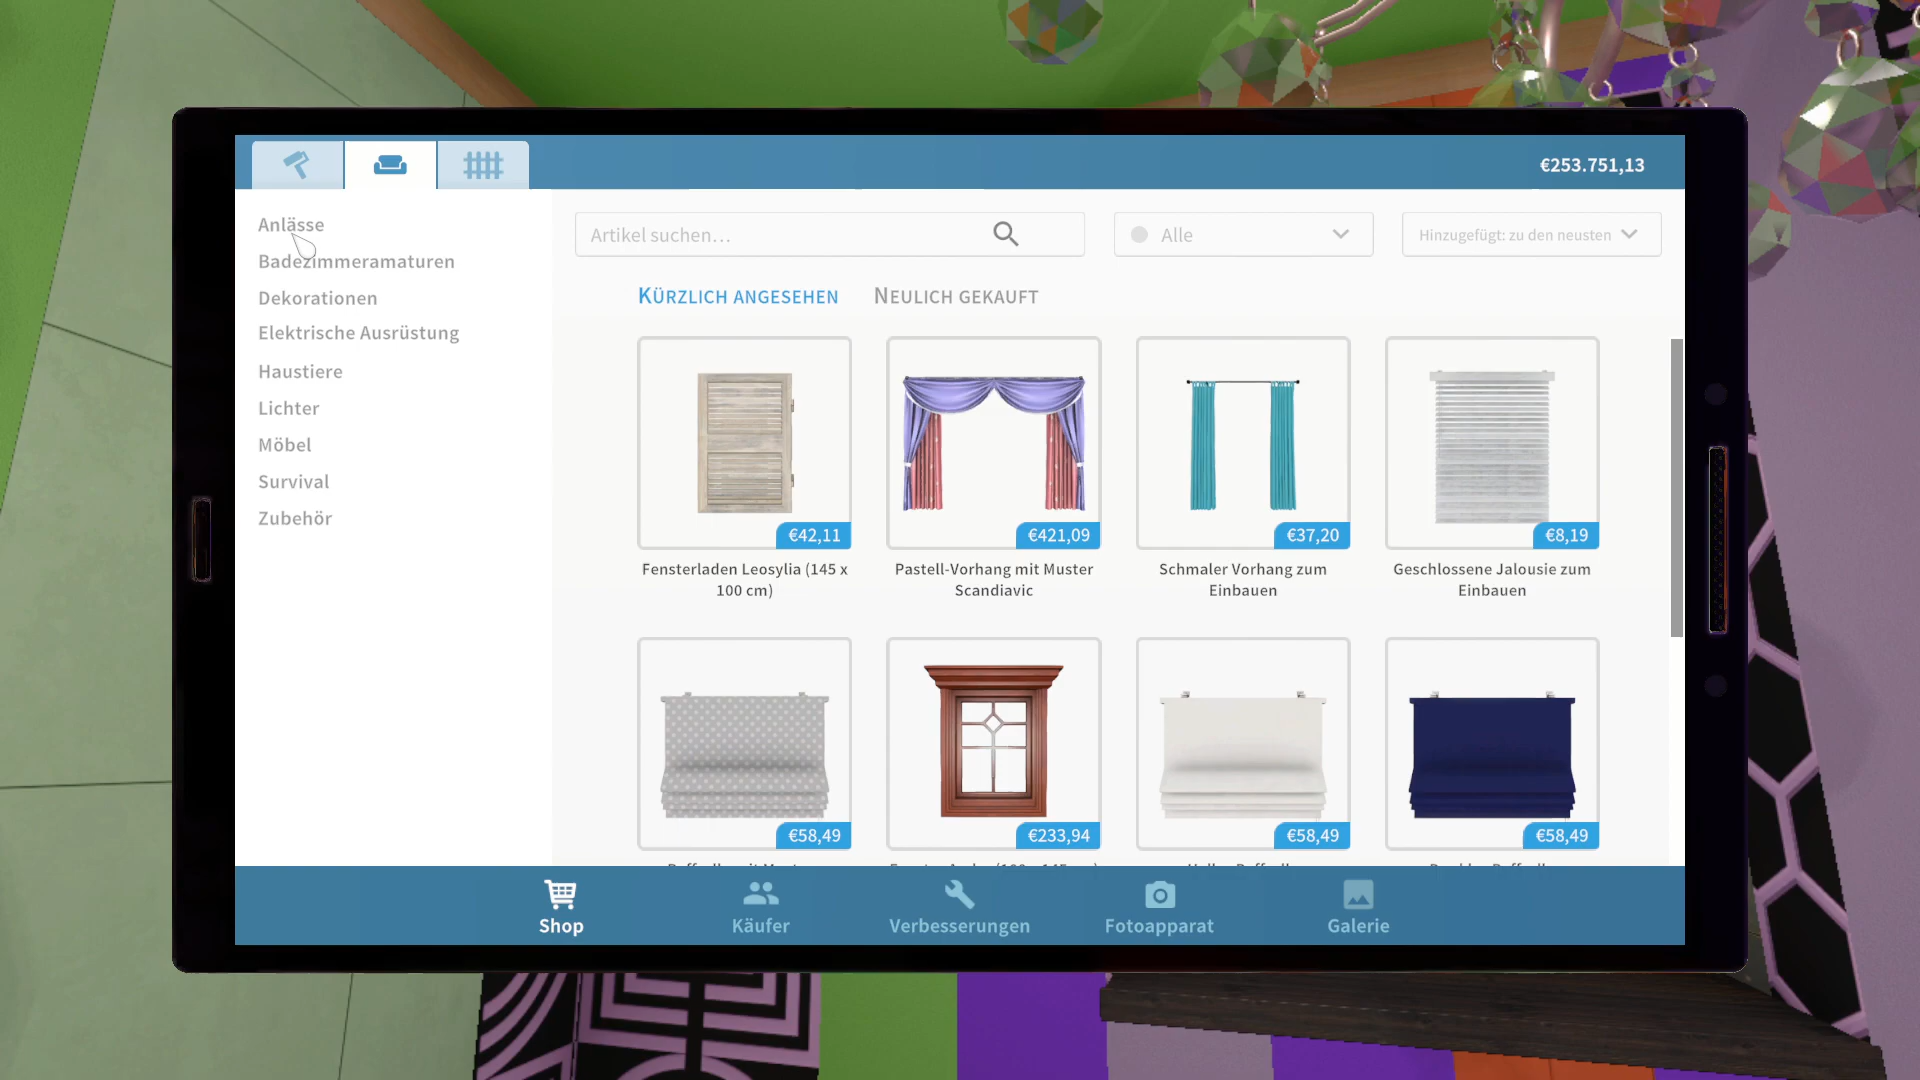 €253.751,13
Anlässe
Badezimmeramaturen
Dekorationen
Elektrische Ausrüstung
Haustiere
Lichter
Möbel
Survival
Zubehör
Artikel suchen...
Alle
Hinzugefügt: zu den neusten
KÜRZLICH ANGESEHEN
NEULICH GEKAUFT
€42,11
€421,09
€37,20
€8,19
Fensterladen Leosylia (145 x
100 cm)
Pastell-Vorhang mit Muster
Scandiavic
Schmaler Vorhang zum
Einbauen
Geschlossene Jalousie zum
Einbauen
€58,49
€233,94
€58,49
€58,49
Shop
Käufer
Verbesserungen
Fotoapparat
Galerie